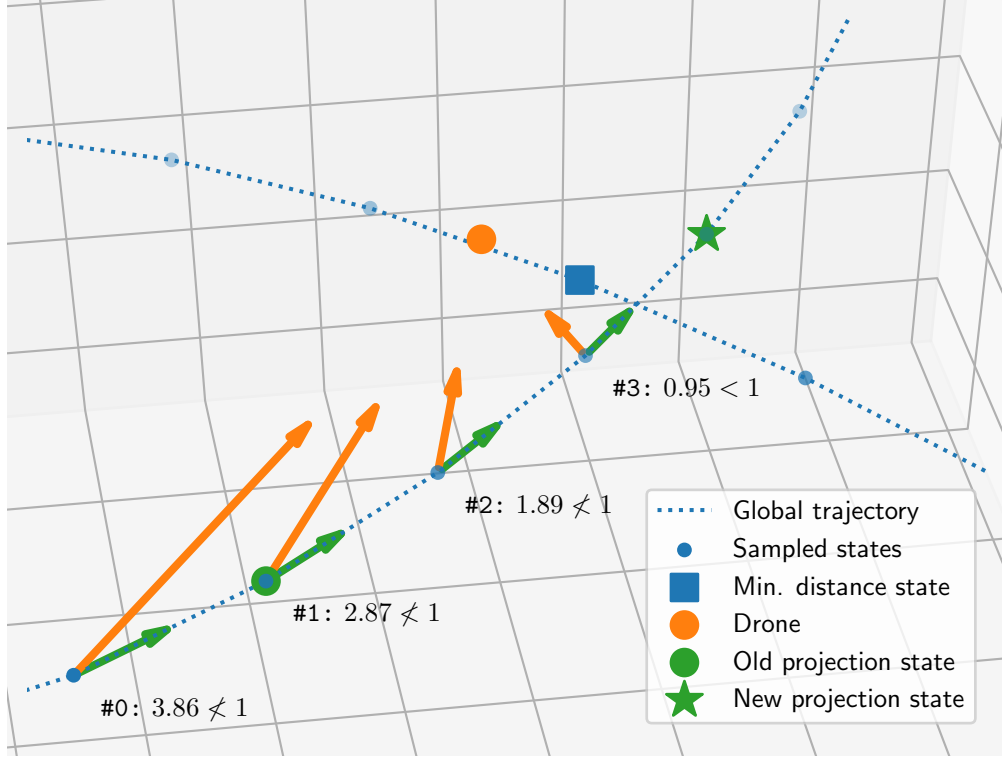 #3: 0.95 < 1
#2: 1.89 ≮ 1
#1: 2.87 ≮ 1
#0: 3.86 ≮ 1
Global trajectory
Sampled states
Min. distance state
Drone
Old projection state
New projection state